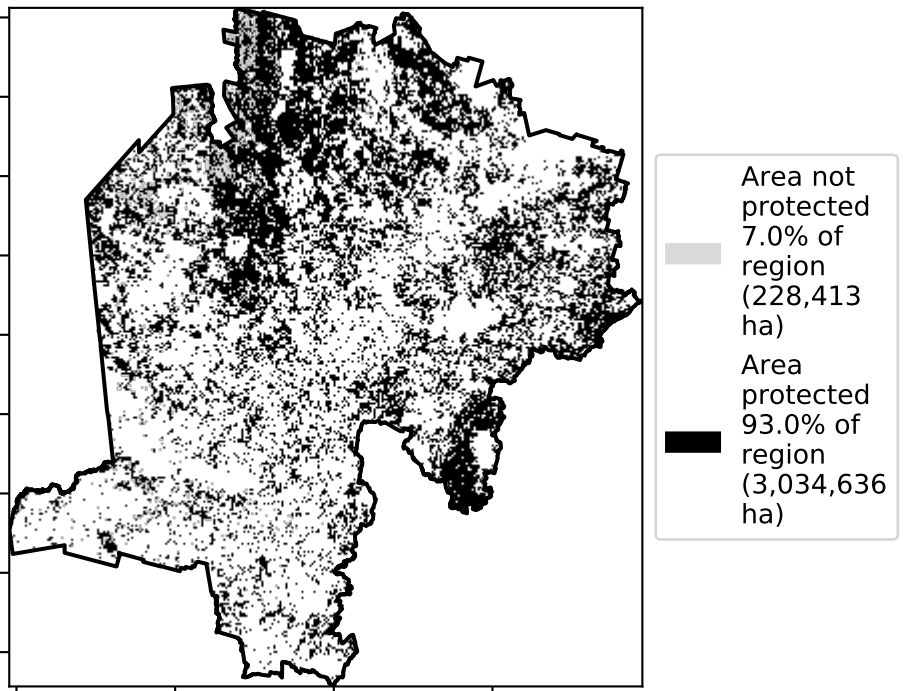 Area not
protected
7.0% of
region
(228,413
ha)
Area
protected
93.0% of
region
(3,034,636
ha)